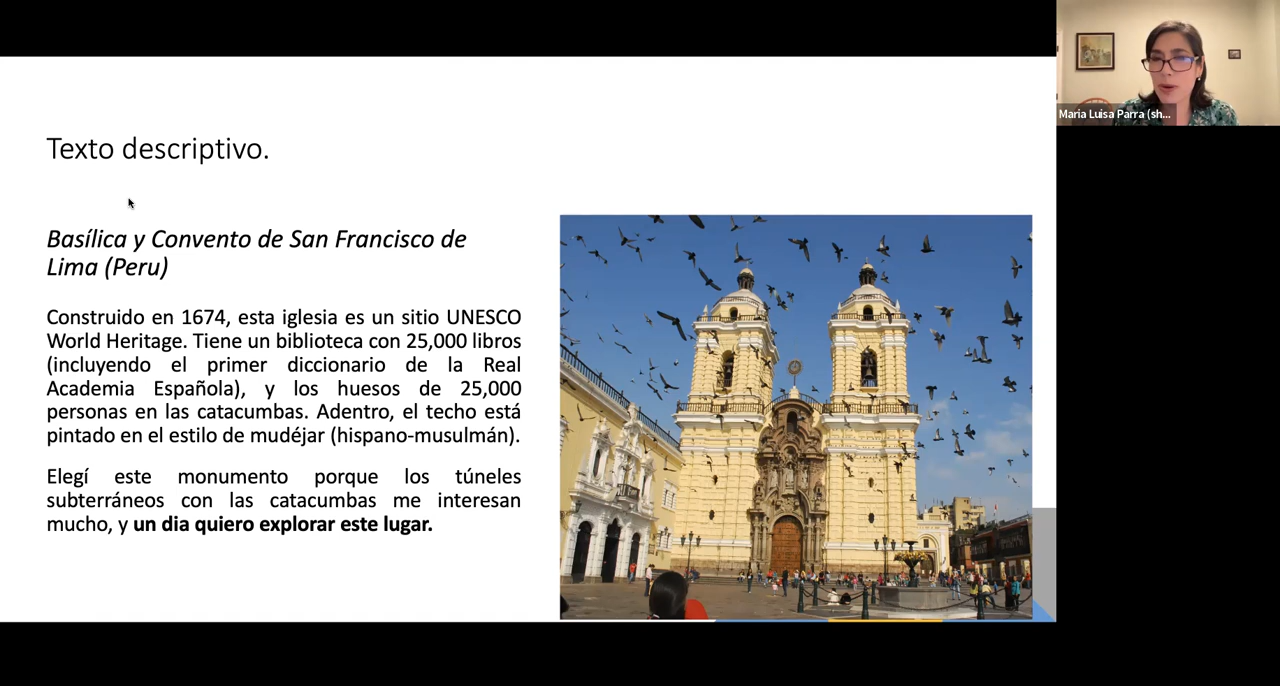 Texto descriptivo.
Basílica y Convento de San Francisco de
Lima (Peru)
Construido en 1674, esta iglesia es un sitio UNESCO
World Heritage. Tiene un biblioteca con 25,000 libros
(incluyendo el primer diccionario de la Real
Academia Española), y los huesos de 25,000
personas en las catacumbas. Adentro, el techo está
pintado en el estilo de mudéjar (hispano-musulmán).
Elegí este monumento porque los túneles
subterráneos con las catacumbas me interesan
mucho, y un dia quiero explorar este lugar.
Maria Luisa Parra (sh...